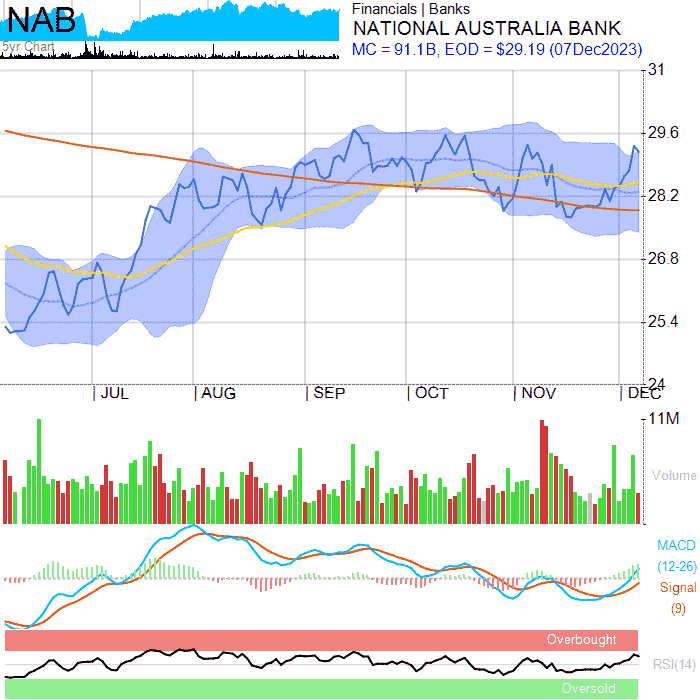 NAB
5yr Chart
Financials | Banks
NATIONAL AUSTRALIA BANK
MC = 91.1B, EOD = $29.19 (07Dec2023)
31
29.6
28.2
26.8
25.4
24
JUL AUG SEP OCT NOV DEC
11M
Volume
MACD
(12-26)
Signal
(9)
Overbought
RSI(14)
Oversold